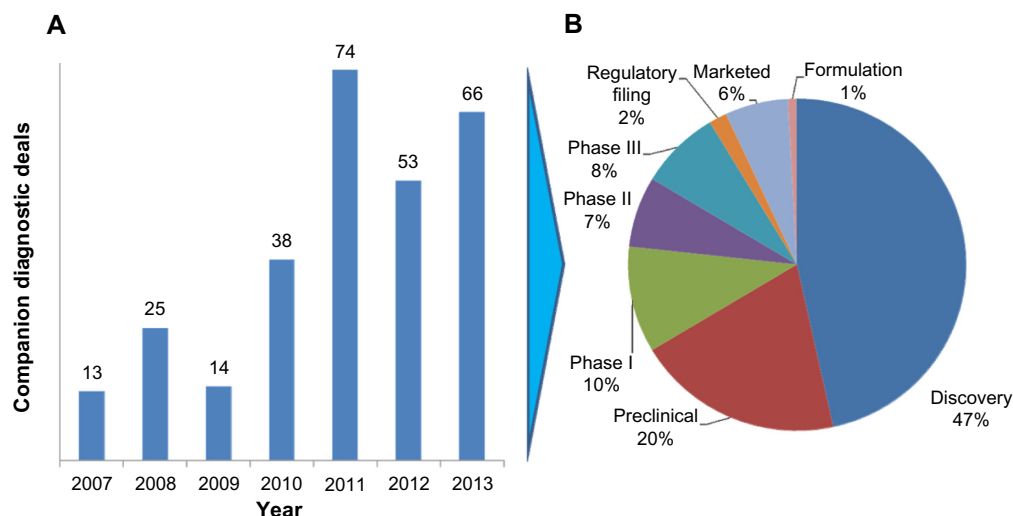 A
Companion diagnostic deals
13
25
14
38
74
53
66
2007
2008
2009
2010
2011
2012
2013
Year
B
Regulatory
filing
2%
Marketed
6%
Formulation
1%
Phase III
8%
Phase II
7%
Phase I
10%
Preclinical
20%
Discovery
47%